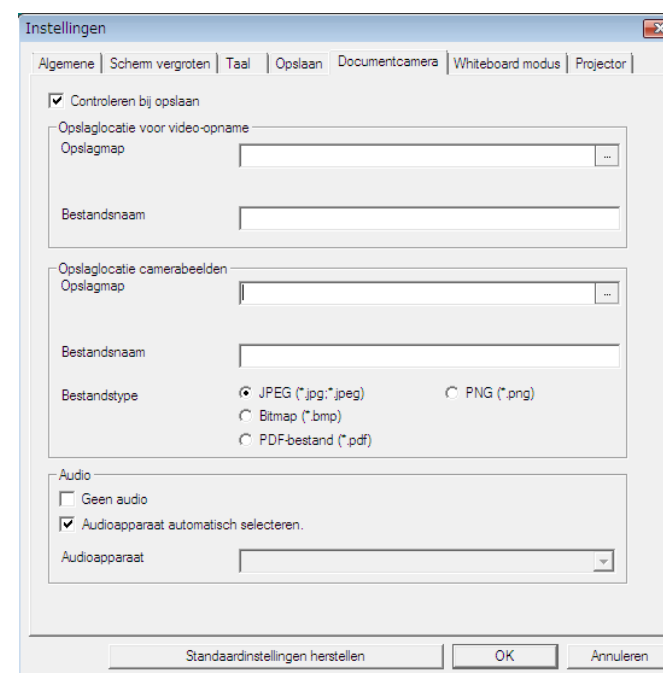 Instellingen
Algemene Scherm vergroten Taal Opslaan Documentcamera Whiteboard modus Projector
Controleren bij opslaan
Opslaglocatie voor video-opname
Opslagmap ...
Bestandsnaam
Opslaglocatie camerabeelden
Opslagmap ...
Bestandsnaam
Bestandstype JPEG (*.jpg;*.jpeg) PNG (*.png)
Bitmap (*.bmp)
PDF-bestand (*.pdf)
Audio
Geen audio
Audioapparaat automatisch selecteren.
Audioapparaat
Standaardinstellingen herstellen OK Annuleren